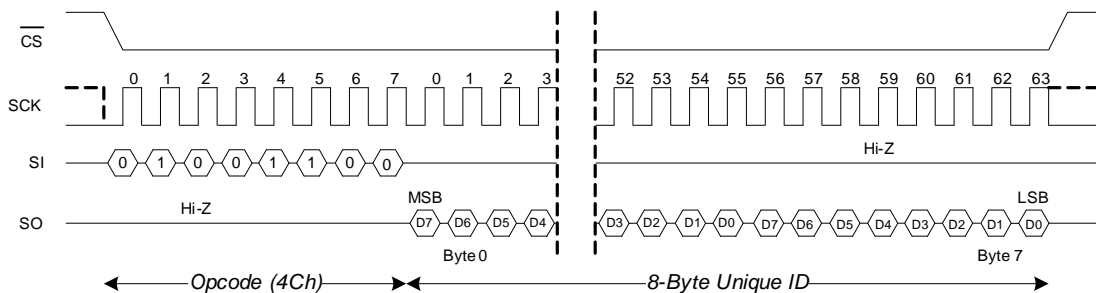 CS
0 1 2 3 4 5 6 7 0 1 2 3 52 53 54 55 56 57 58 59 60 61 62 63
SCK
Hi-Z
SI 0 1 0 0 1 1 0 0
MSB LSB
Hi-Z
SO D7 D6 D5 D4 D3 D2 D1 D0 D7 D6 D5 D4 D3 D2 D1 D0
Byte 0 Byte 7
Opcode (4Ch) 8-Byte Unique ID